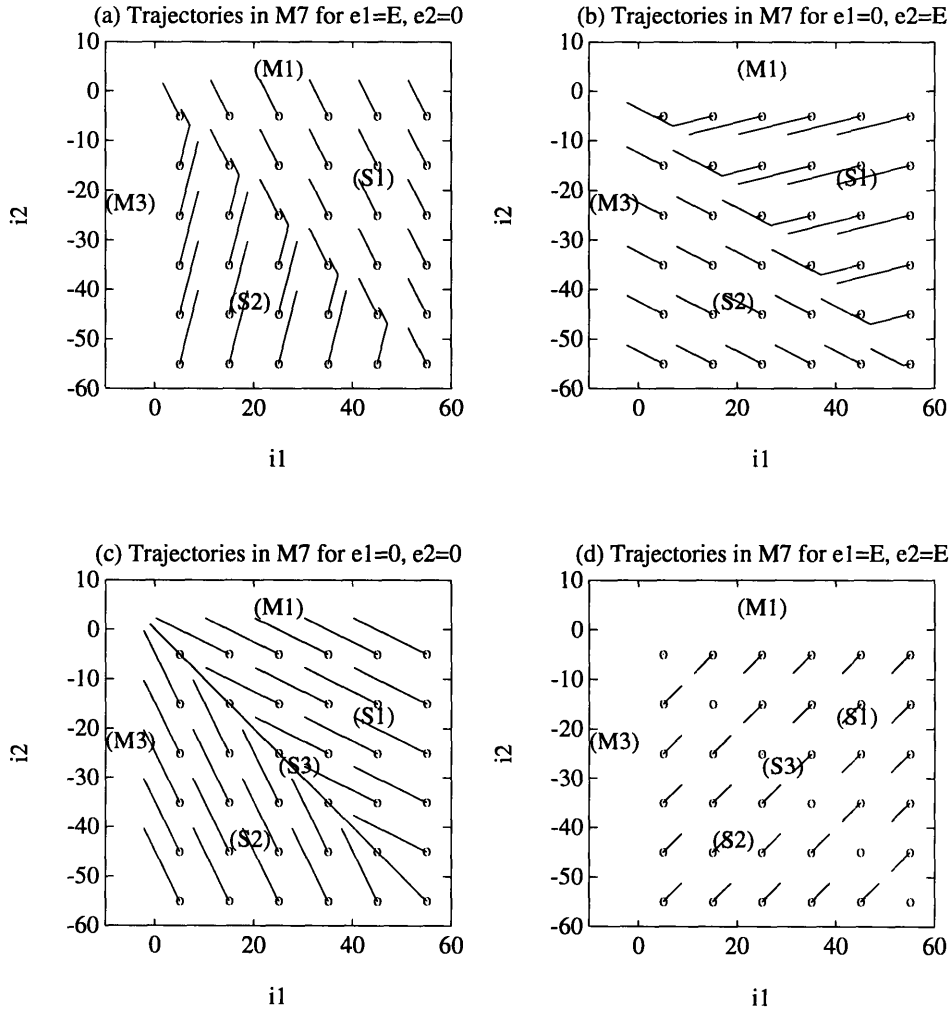 (a) Trajectories in M7 for e1=E, e2=0
10
0
-10
-20
-30
-40
-50
-60
i2
(M1)
(S1)
(M3)
(S2)
0
20
40
60
i1
(b) Trajectories in M7 for e1=0, e2=E
10
0
-10
-20
-30
-40
-50
-60
i2
(M1)
(S1)
(M3)
(S2)
0
20
40
60
i1
(c) Trajectories in M7 for e1=0, e2=0
10
0
-10
-20
-30
-40
-50
-60
i2
(M1)
(S1)
(M3)
(S3)
(S2)
0
20
40
60
i1
(d) Trajectories in M7 for e1=E, e2=E
10
0
-10
-20
-30
-40
-50
-60
i2
(M1)
(S1)
(M3)
(S3)
(S2)
0
20
40
60
i1